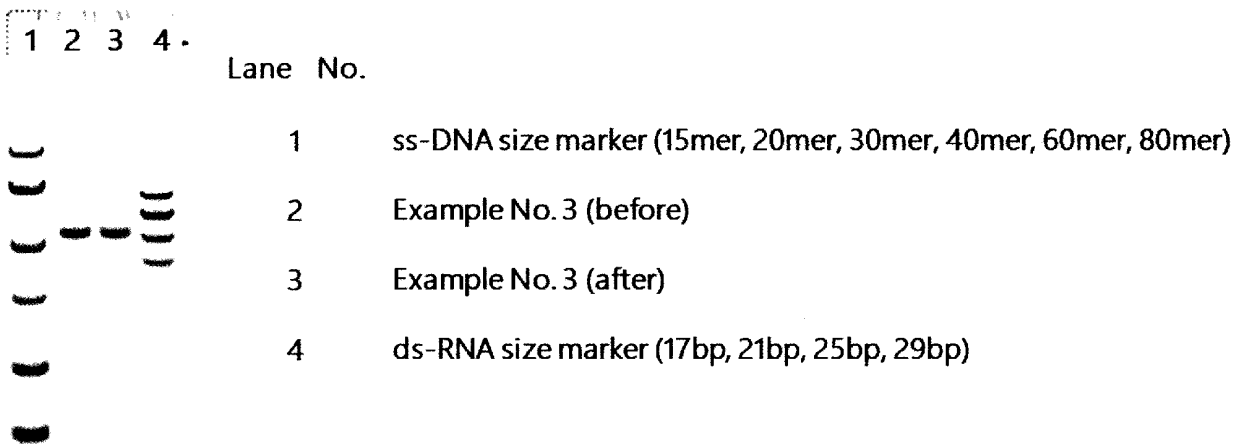 1 2 3 4
Lane No.
1 ss-DNA size marker (15mer, 20mer, 30mer, 40mer, 60mer, 80mer)
2 Example No. 3 (before)
3 Example No. 3 (after)
4 ds-RNA size marker (17bp, 21bp, 25bp, 29bp)